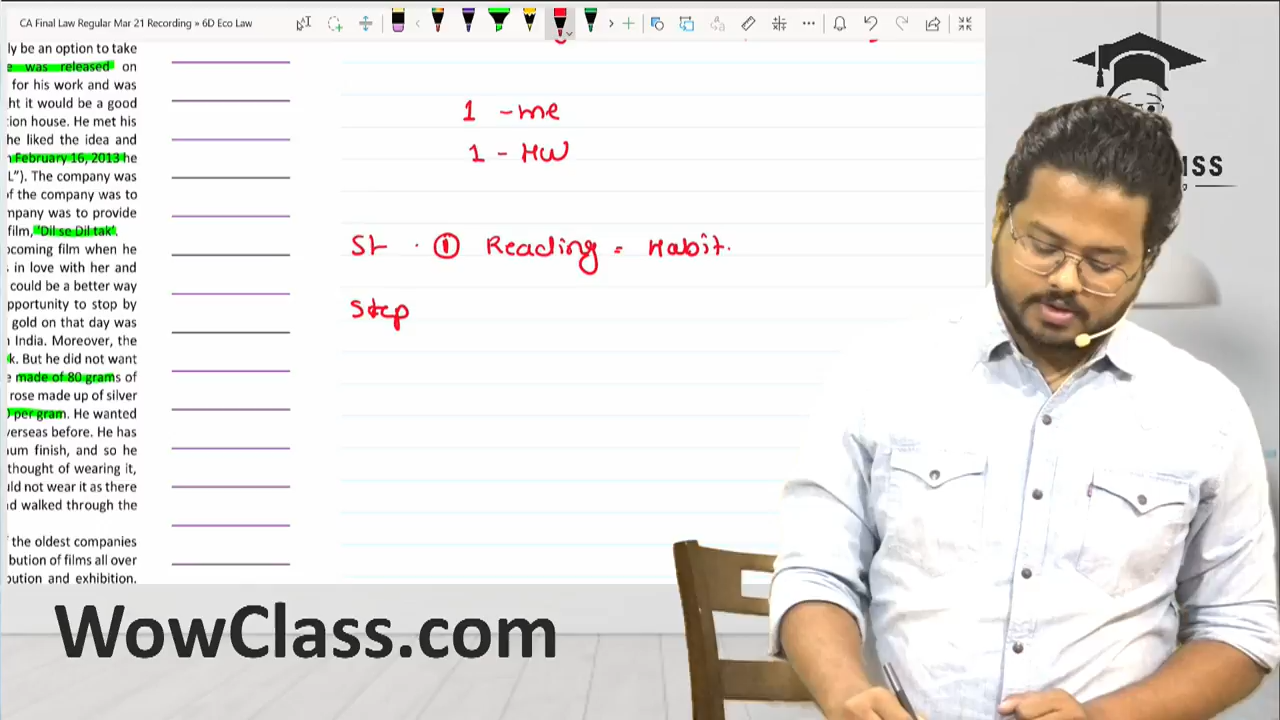 CA Final Law Regular Mar 21 Recording » 6D Eco Law
ly be an option to take
e was released on
for his work and was
ht it would be a good
ion house. He met his
he liked the idea and
February 16, 2013 he
L"). The company was
of the company was to
mpany was to provide
film, 'Dil se Dil tak'.
pcoming film when he
in love with her and
could be a better way
pportunity to stop by
gold on that day was
India. Moreover, the
k. But he did not want
made of 80 grams of
rose made up of silver
per gram. He wanted
verseas before. He has
um finish, and so he
thought of wearing it,
ld not wear it as there
d walked through the
the oldest companies
bution of films all over
bution and exhibition.
1 - me
1 - HW
St . ① Reading = Habit.
Step
ISS
WowClass.com